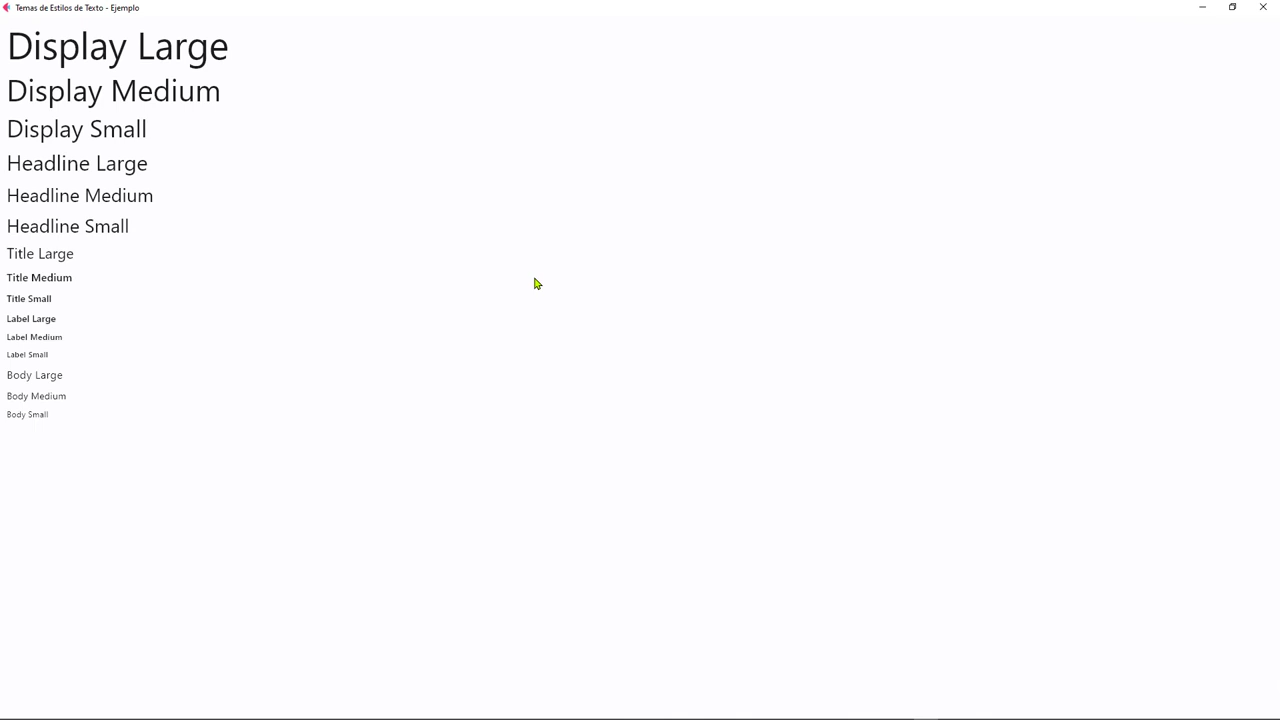 Temas de Estilos de Texto - Ejemplo
Display Large
Display Medium
Display Small
Headline Large
Headline Medium
Headline Small
Title Large
Title Medium
Title Small
Label Large
Label Medium
Label Small
Body Large
Body Medium
Body Small